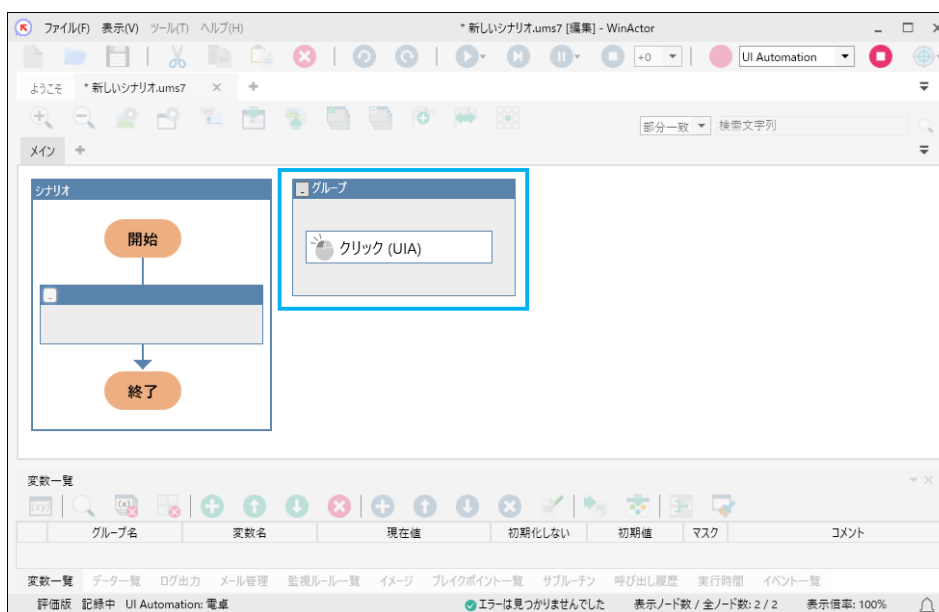 ファイル(F) 表示(V) ツール(T) ヘルプ(H) * 新しいシナリオ.ums7 [編集] - WinActor
+0 UI Automation
ようこそ * 新しいシナリオ.ums7
部分一致 検索文字列
メイン
シナリオ
グループ
開始
クリック (UIA)
終了
変数一覧
グループ名 変数名 現在値 初期化しない 初期値 マスク コメント
変数一覧 データ一覧 ログ出力 メール管理 監視ルール一覧 イメージ ブレイクポイント一覧 サブルーチン 呼び出し履歴 実行時間 イベント一覧
評価版 記録中 UI Automation: 電卓 エラーは見つかりませんでした 表示ノード数 / 全ノード数: 2 / 2 表示倍率: 100%